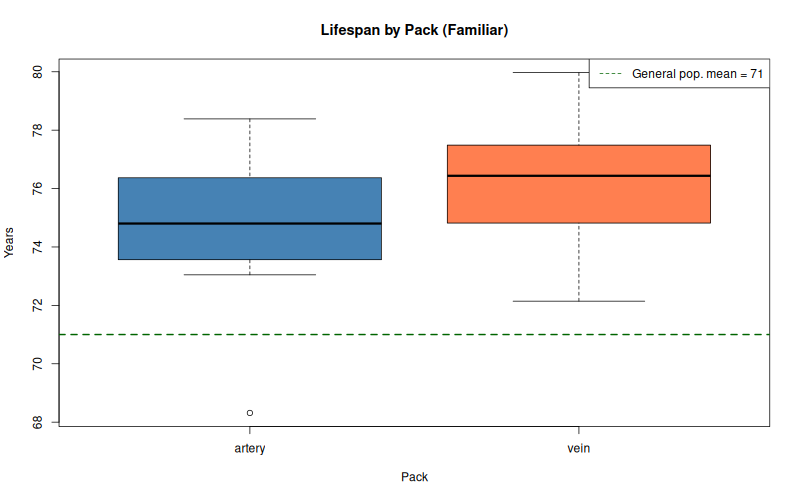 Lifespan by Pack (Familiar)
General pop. mean = 71
Years
80
78
76
74
72
70
68
artery
vein
Pack